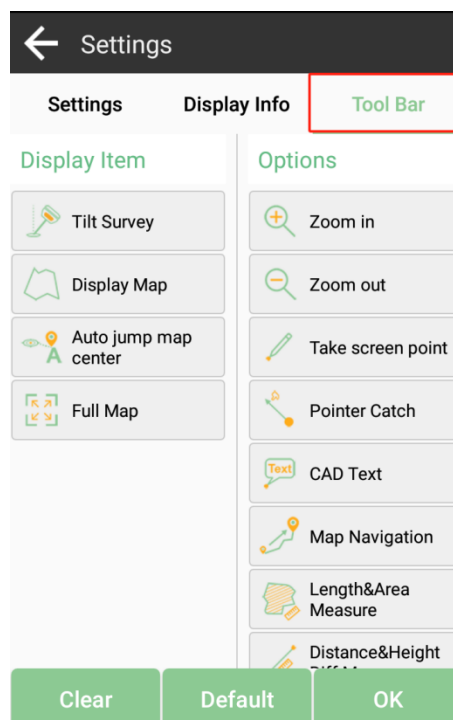 Settings
Settings
Display Info
Tool Bar
Display Item
Tilt Survey
Display Map
Auto jump map
center
A
Full Map
Options
Zoom in
Zoom out
Take screen point
Pointer Catch
Text
CAD Text
Map Navigation
Length&Area
Measure
Distance&Height
Clear
Default
OK